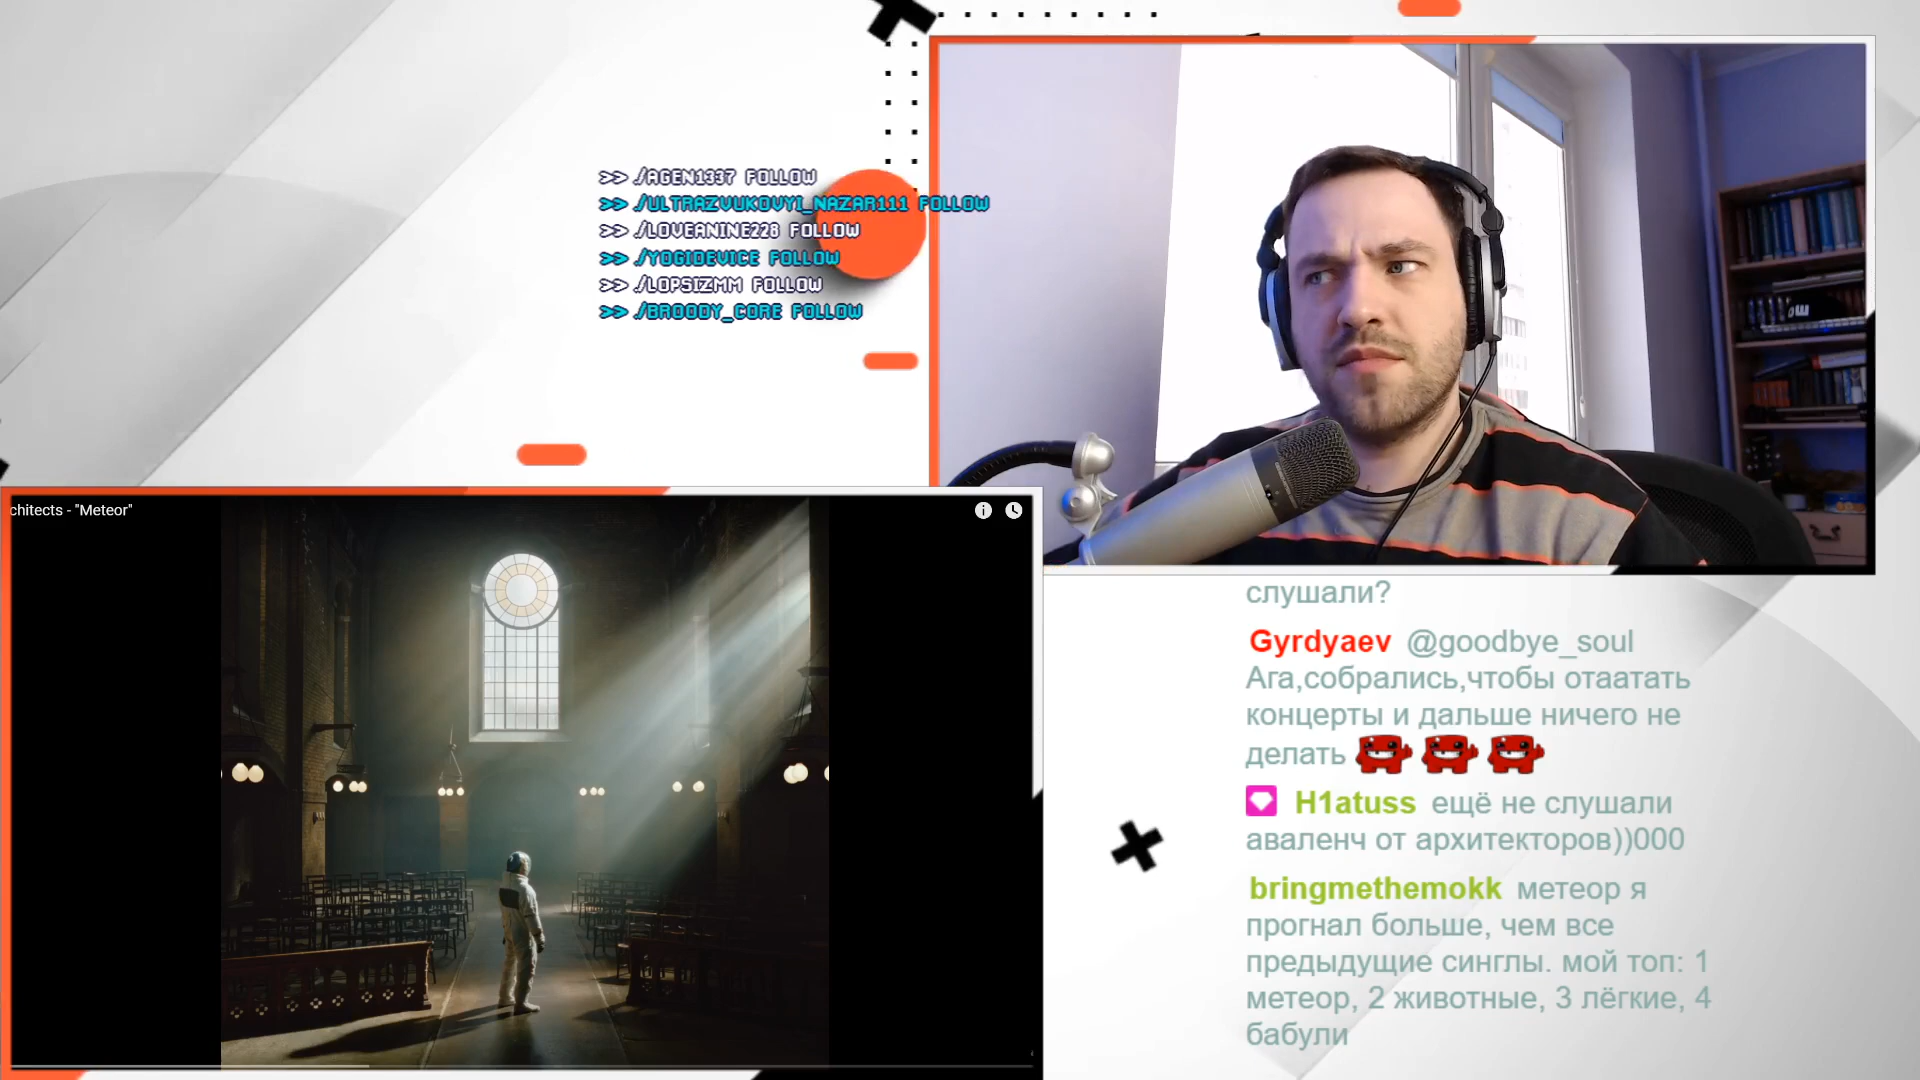 >> ./AGEN1337 FOLLOW
>> ./ULTRAZVUKOVYI_NAZAR111 FOLLOW
>> ./LOVEANINE228 FOLLOW
>> ./YOGIDEVICE FOLLOW
>> ./LOPSIZMM FOLLOW
>> ./BROODY_CORE FOLLOW
chitects - "Meteor"
слушали?
Gyrdyaev @goodbye_soul
Ага,собрались,чтобы отаатать
концерты и дальше ничего не
делать
H1atuss ещё не слушали
аваленч от архитекторов))000
bringmethemokk метеор я
прогнал больше, чем все
предыдущие синглы. мой топ: 1
метеор, 2 животные, 3 лёгкие, 4
бабули